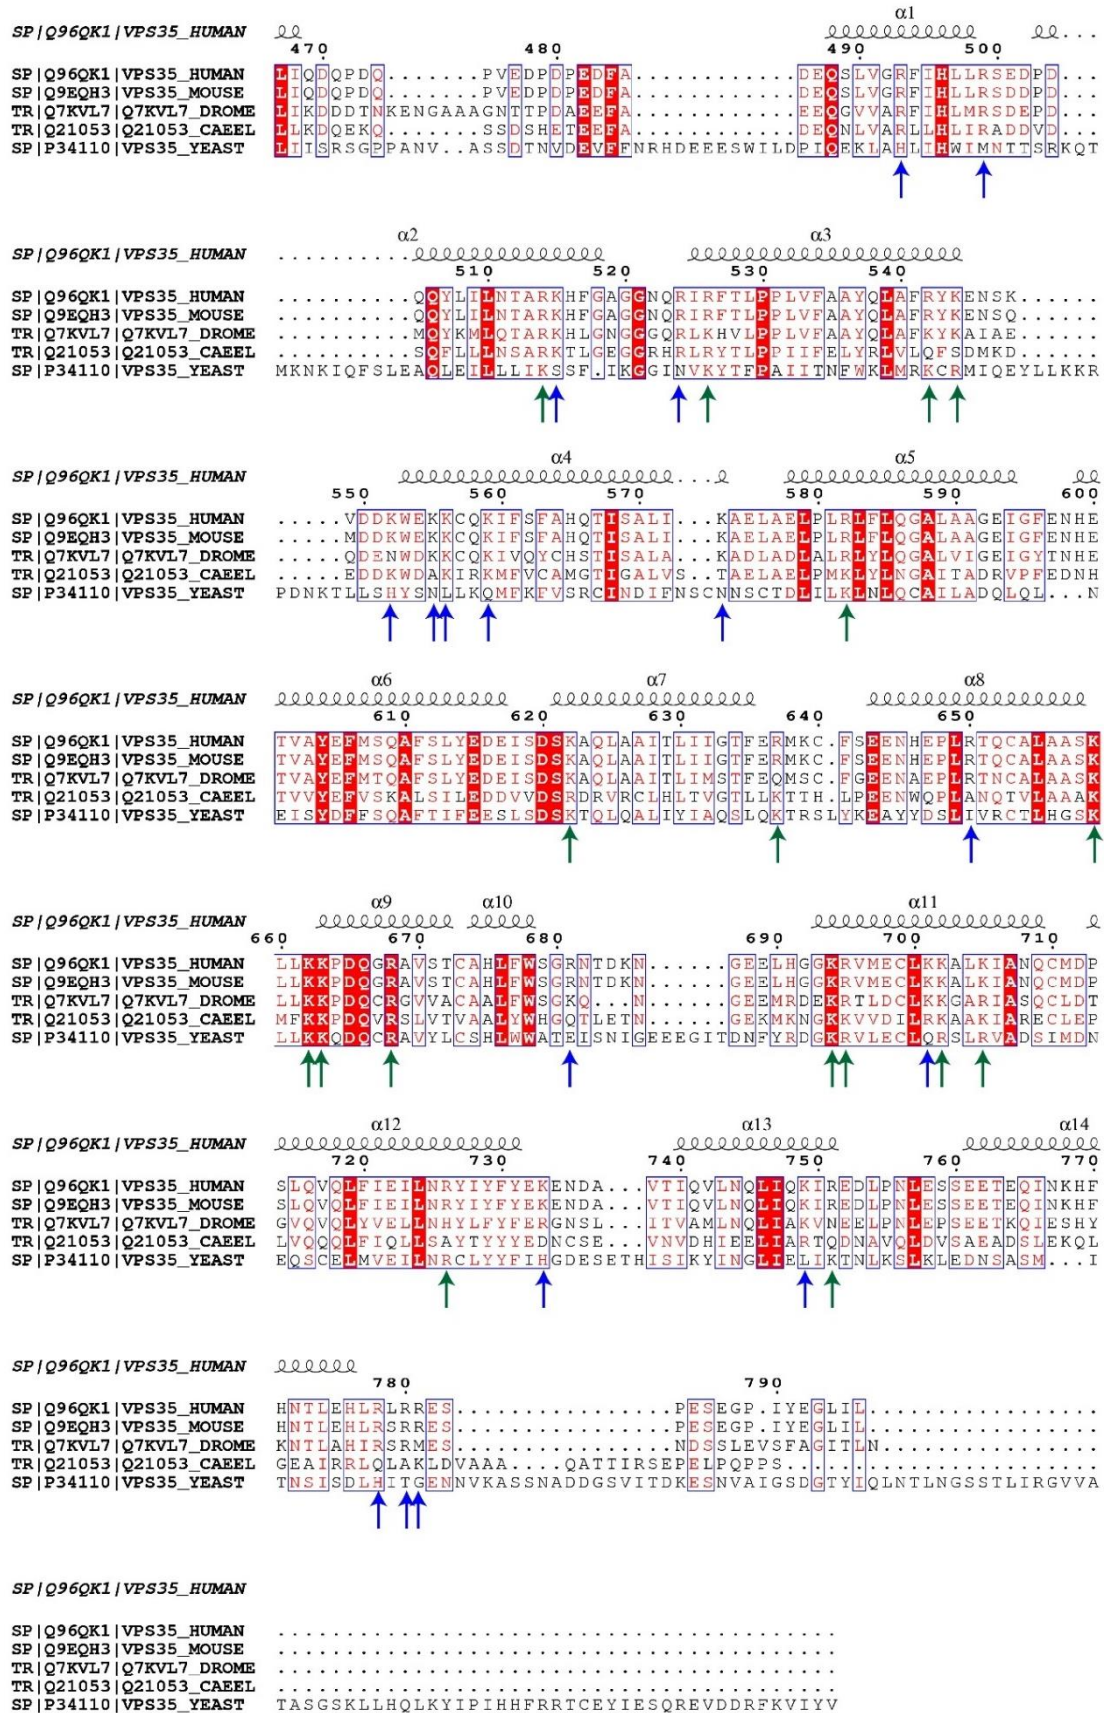 α1
SP|Q96QK1|VPS35_HUMAN ....
470 480 490 500
SP|Q96QK1|VPS35_HUMAN LIQDQPDQ.......PVEDPDPEDFA............DEQSLVGRFIHLLRSEDPD...
SP|Q9EQH3|VPS35_MOUSE LIQDQPDQ.......PVEDPDPEDFA............DEQSLVGRFIHLLRSDDPD...
TR|Q7KVL7|Q7KVL7_DROME LIKDDDTNKENGAAAGNTTPDAEEFA............EEQGLVARFIHLMRSDDPD...
TR|Q21053|Q21053_CAEEL LLKDQEKQ.......SSDSHETEEFA............DEQNLVARLLHLIRADDVD...
SP|P34110|VPS35_YEAST LIISRSGPPANV..ASSDTNVDEVFFNRHDEEESWILDPIQEKLAHLIHWIMNTTSRKQT
α2 α3
SP|Q96QK1|VPS35_HUMAN ..........
510 520 530 540
SP|Q96QK1|VPS35_HUMAN ..........QQYLILNTARKHFGAGGNQRIRFTLPPLVFAAYQLAFRYKENSK......
SP|Q9EQH3|VPS35_MOUSE ..........QQYLILNTARKHFGAGGNQRIRFTLPPLVFAAYQLAFRYKENSQ......
TR|Q7KVL7|Q7KVL7_DROME ..........MQYKMLQTARKHLGNGGGQRLKHVLPPLVFAAYQLAFKYKAIAE......
TR|Q21053|Q21053_CAEEL ..........SQFLLLNSARKTLGEGGRHRLRYTLPPIIFELYRLVLQFSDMKD......
SP|P34110|VPS35_YEAST MKNKIQFSLEAQLEILLLIKSSF.IKGGINVKYTFPAIITNFWKLMRKCRMIQEYLLKKR
α4 α5
SP|Q96QK1|VPS35_HUMAN ....
550 560 570 580 590 600
SP|Q96QK1|VPS35_HUMAN .....VDDKWEKKCQKIFSFAHQTISALI...KAELAELPLRLFLQGALAAGEIGFENHE
SP|Q9EQH3|VPS35_MOUSE .....MDDKWEKKCQKIFSFAHQTISALI...KAELAELPLRLFLQGALAAGEIGFENHE
TR|Q7KVL7|Q7KVL7_DROME .....QDENWDKKCQKIVQYCHSTISALA...KADLADLALRLYLQGALVIGEIGYTNHE
TR|Q21053|Q21053_CAEEL .....EDDKWDAKIRKMFVCAMGTIGALVS..TAELAELPMKLYLNGAITADRVPFEDNH
SP|P34110|VPS35_YEAST PDNKTLLSHYSNLLKQMFKFVSRCINDIFNSCNNSCTDLILKLNLQCAILADQLQL...N
α6 α7 α8
SP|Q96QK1|VPS35_HUMAN
610 620 630 640 650
SP|Q96QK1|VPS35_HUMAN TVAYEFMSQAFSLYEDEISDSKAQLAAITLIIGTFERMKC.FSEENHEPLRTQCALAASK
SP|Q9EQH3|VPS35_MOUSE TVAYEFMSQAFSLYEDEISDSKAQLAAITLIIGTFERMKC.FSEENHEPLRTQCALAASK
TR|Q7KVL7|Q7KVL7_DROME TVAYEFMTQAFSLYEDEISDSKAQLAAITLIMSTFEQMSC.FGEENAEPLRTNCALAASK
TR|Q21053|Q21053_CAEEL TVVYEFVSKALSILEDDVVDSRDRVRCLHLTVGTLLKTTH.LPEENWQPLANQTVLAAAK
SP|P34110|VPS35_YEAST EISYDFFSQAFTIFEESLSDSKTQLQALIYIAQSLQKTRSLYKEAYYDSLIVRCTLHGSK
α9 α10 α11
SP|Q96QK1|VPS35_HUMAN
660 670 680 690 700 710
SP|Q96QK1|VPS35_HUMAN LLKKPDQGRAVSTCAHLFWSGRNTDKN......GEELHGGKRVMECLKKALKIANQCMDP
SP|Q9EQH3|VPS35_MOUSE LLKKPDQCRAVSTCAHLFWSGRNTDKN......GEELHGGKRVMECLKKALKIANQCMDP
TR|Q7KVL7|Q7KVL7_DROME LLKKPDQCRGVVACAALFWSGKQ...N......GEEMRDEKRTLDCLKKGARIASQCLDT
TR|Q21053|Q21053_CAEEL MFKKPDQVRSLVTVAALYWHGQTLETN......GEKMKNGKKVVDILRKAAKIARECLEP
SP|P34110|VPS35_YEAST LLKKQDQCRAVYLCSHLWWATEISNIGEEEGITDNFYRDGKRVLECLQRSLRVADSIMDN
α12 α13 α14
SP|Q96QK1|VPS35_HUMAN
720 730 740 750 760 770
SP|Q96QK1|VPS35_HUMAN SLQVQLFIEILNRYIYFYEKENDA...VTIQVLNQLIQKIREDLPNLESSEETEQINKHF
SP|Q9EQH3|VPS35_MOUSE SLQVQLFIEILNRYIYFYEKENDA...VTIQVLNQLIQKIREDLPNLESSEETEQINKHF
TR|Q7KVL7|Q7KVL7_DROME GVQVQLYVELLNHYLYFYERGNSL...ITVAMLNQLIAKVNEELPNLEPSEETKQIESHY
TR|Q21053|Q21053_CAEEL LVQQQLFIQLLSAYTYYYEDNCSE...VNVDHIEELIARTQDNAVQLDVSAEADSLEKQL
SP|P34110|VPS35_YEAST EQSCELMVEILNRCLYYFIHGDESETHISIKYINGLIELIKTNLKSLKLEDNSASM...I
SP|Q96QK1|VPS35_HUMAN
780 790
SP|Q96QK1|VPS35_HUMAN HNTLEHLRLRRES................PESEGP.IYEGLIL.................
SP|Q9EQH3|VPS35_MOUSE HNTLEHLRSRRES................PESEGP.IYEGLIL.................
TR|Q7KVL7|Q7KVL7_DROME KNTLAHIRSRMES................NDSSLEVSFAGITLN................
TR|Q21053|Q21053_CAEEL GEAIRRLQLAKLDVAAA....QATTIRSEPELPQPPS.......................
SP|P34110|VPS35_YEAST TNSISDLHITGENNVKASSNADDGSVITDKESNVAIGSDGTYIQLNTLNGSSTLIRGVVA
SP|Q96QK1|VPS35_HUMAN
SP|Q96QK1|VPS35_HUMAN .........................................
SP|Q9EQH3|VPS35_MOUSE .........................................
TR|Q7KVL7|Q7KVL7_DROME .........................................
TR|Q21053|Q21053_CAEEL .........................................
SP|P34110|VPS35_YEAST TASGSKLLHQLKYIPIHHFRRTCEYIESQREVDDRFKVIYV